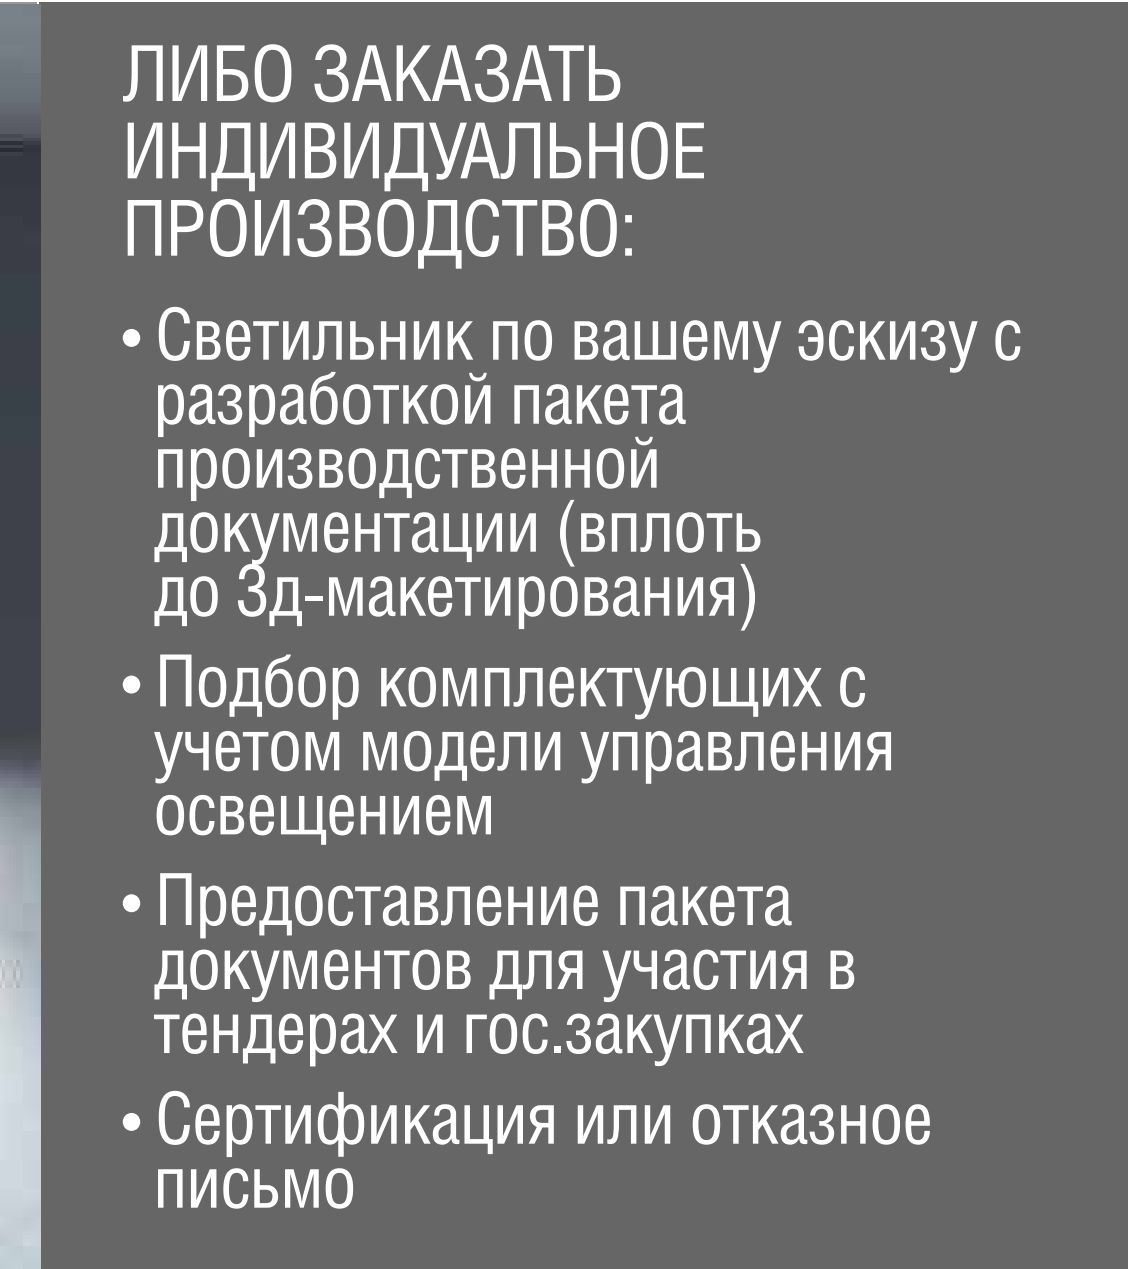 ЛИБО ЗАКАЗАТЬ
ИНДИВИДУАЛЬНОЕ
ПРОИЗВОДСТВО:
• Светильник по вашему эскизу с
разработкой пакета
производственной
документации (вплоть
до 3д-макетирования)
• Подбор комплектующих с
учетом модели управления
освещением
• Предоставление пакета
документов для участия в
тендерах и гос.закупках
• Сертификация или отказное
письмо